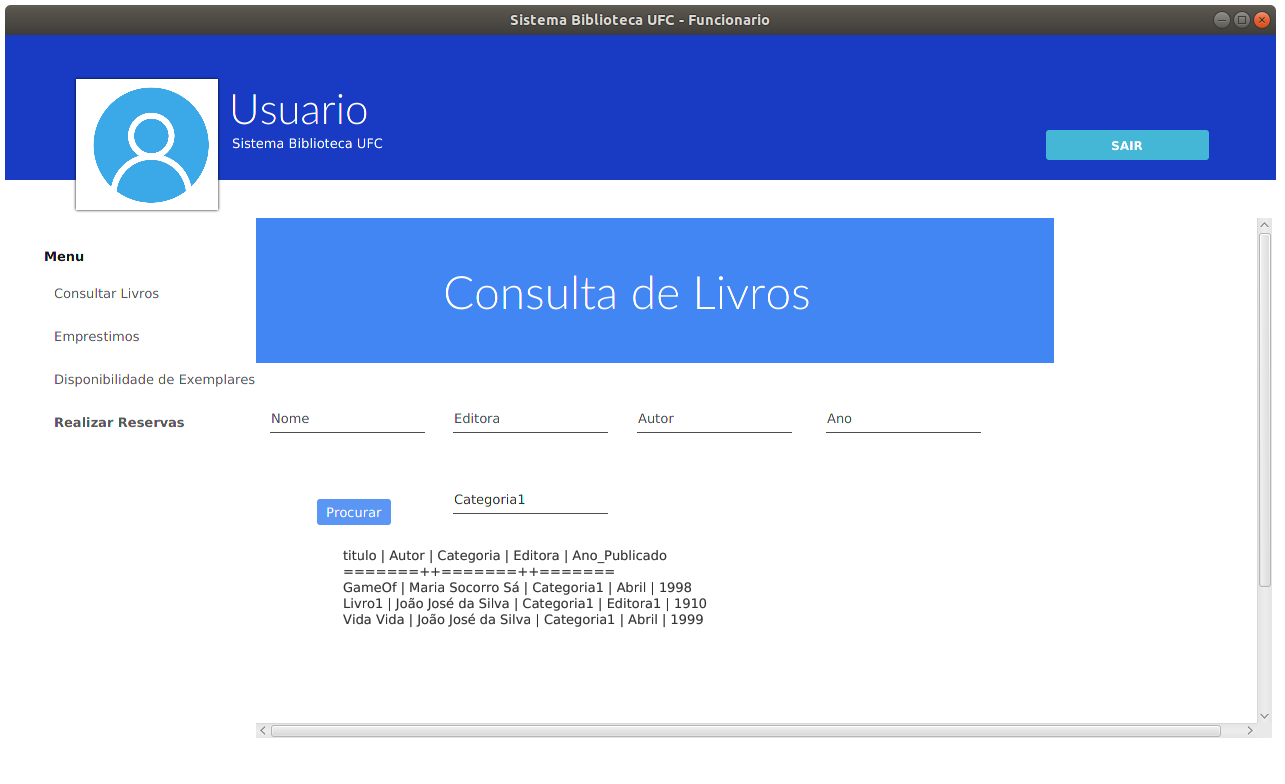 Sistema Biblioteca UFC - Funcionario
Usuario
Sistema Biblioteca UFC
SAIR
Menu
Consultar Livros
Emprestimos
Disponibilidade de Exemplares
Realizar Reservas
Consulta de Livros
Nome Editora Autor Ano
Categoria1
Procurar
titulo | Autor | Categoria | Editora | Ano_Publicado
=======++=======++=======
GameOf | Maria Socorro Sá | Categoria1 | Abril | 1998
Livro1 | João José da Silva | Categoria1 | Editora1 | 1910
Vida Vida | João José da Silva | Categoria1 | Abril | 1999